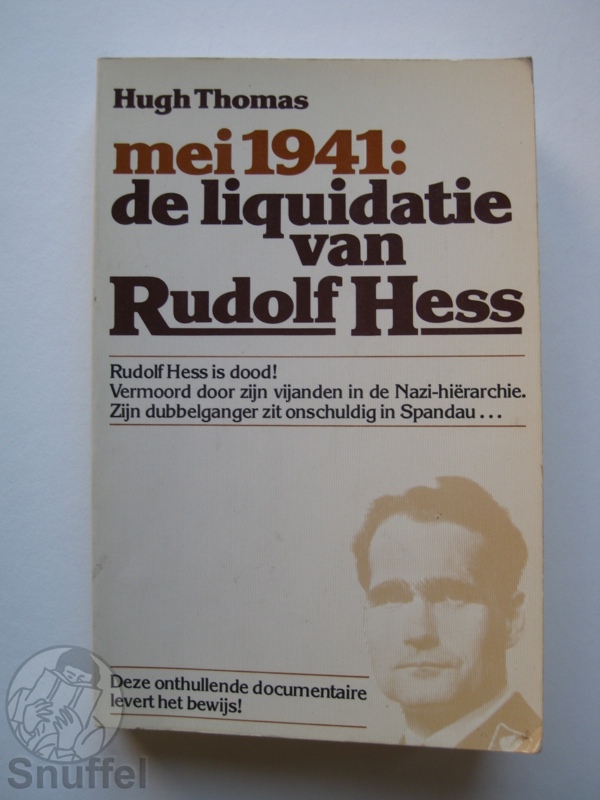 Hugh Thomas
mei 1941:
de liquidatie
van
Rudolf Hess
Rudolf Hess is dood!
Vermoord door zijn vijanden in de Nazi-hiërarchie.
Zijn dubbelganger zit onschuldig in Spandau...
Deze onthullende documentaire
levert het bewijs!
Snuffel